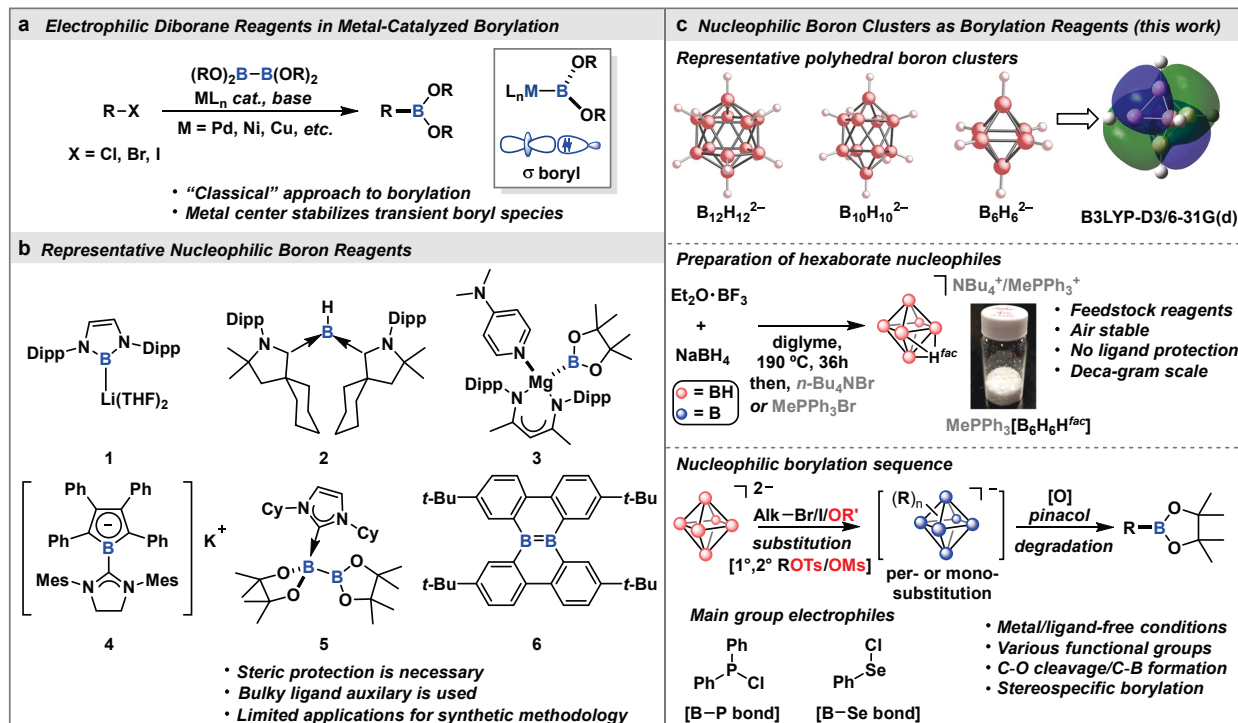 a Electrophilic Diborane Reagents in Metal-Catalyzed Borylation
(RO)2B–B(OR)2
MLn cat., base
M = Pd, Ni, Cu, etc.
R–X
X = Cl, Br, I
OR
R–B
OR
OR
LnM–B
OR
σ boryl
• “Classical” approach to borylation
• Metal center stabilizes transient boryl species
b Representative Nucleophilic Boron Reagents
Dipp N N Dipp
B
Li(THF)2
1
H
Dipp B Dipp
N N
2
N
N
B O
O
Dipp Mg
N N Dipp
3
Ph Ph
–
Ph B Ph
Mes N N Mes
K+
4
Cy N
N Cy
O B B O
O O
5
t-Bu t-Bu
B=B
t-Bu t-Bu
6
• Steric protection is necessary
• Bulky ligand auxilary is used
• Limited applications for synthetic methodology
c Nucleophilic Boron Clusters as Borylation Reagents (this work)
Representative polyhedral boron clusters
B12H12 2– B10H10 2– B6H6 2– B3LYP-D3/6-31G(d)
Preparation of hexaborate nucleophiles
Et2O·BF3
+
NaBH4
diglyme,
190 ºC, 36h
then, n-Bu4NBr
or MePPh3Br
= BH
= B
NBu4+/MePPh3+
Hfac
MePPh3[B6H6Hfac]
• Feedstock reagents
• Air stable
• No ligand protection
• Deca-gram scale
Nucleophilic borylation sequence
2–
Alk–Br/I/OR'
substitution
[1°,2° ROTs/OMs]
(R)n
–
per- or mono-
substitution
[O]
pinacol
degradation
R–B O
O
Main group electrophiles
Ph
P
Ph Cl
[B–P bond]
Cl
Se
Ph
[B–Se bond]
• Metal/ligand-free conditions
• Various functional groups
• C-O cleavage/C-B formation
• Stereospecific borylation